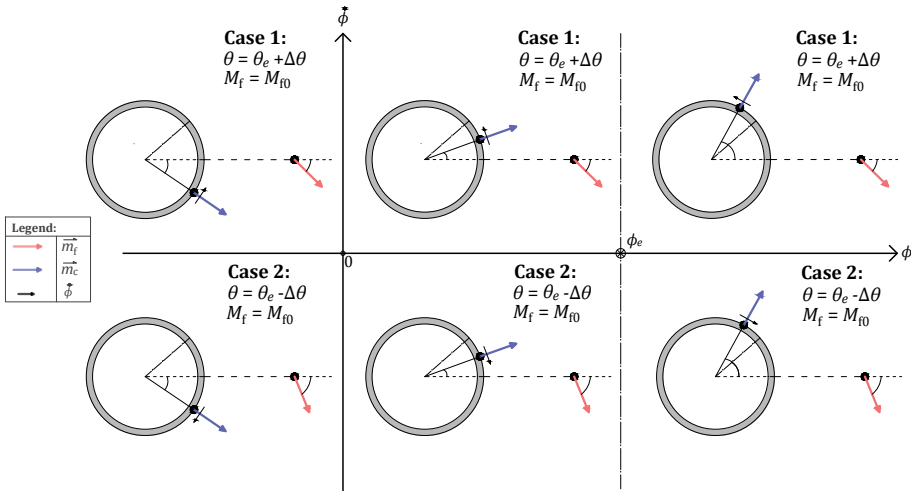 ϕ⃗
Case 1:
θ = θe +Δθ
Mf = Mf0
Case 1:
θ = θe +Δθ
Mf = Mf0
Case 1:
θ = θe +Δθ
Mf = Mf0
Legend:
m⃗f
m⃗c
ϕ⃗
0
ϕe
ϕ
Case 2:
θ = θe -Δθ
Mf = Mf0
Case 2:
θ = θe -Δθ
Mf = Mf0
Case 2:
θ = θe -Δθ
Mf = Mf0